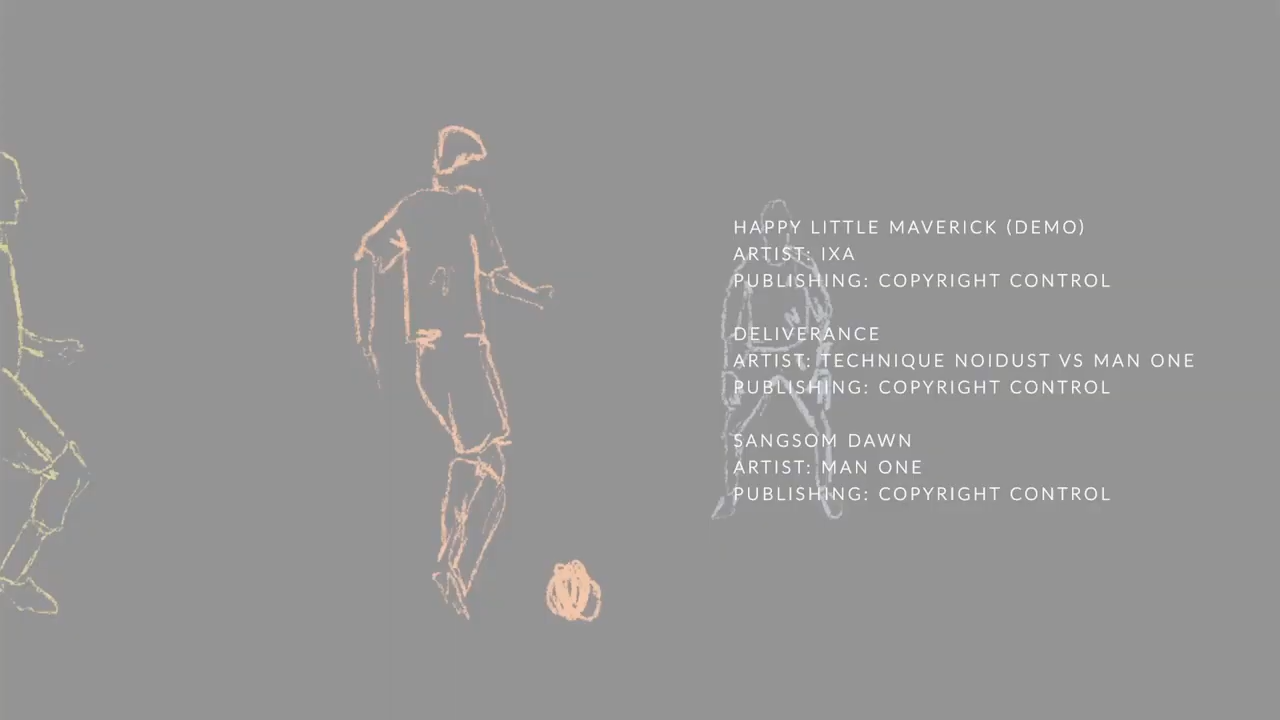 HAPPY LITTLE MAVERICK (DEMO)
ARTIST: IXA
PUBLISHING: COPYRIGHT CONTROL
DELIVERANCE
ARTIST: TECHNIQUE NOIDUST VS MAN ONE
PUBLISHING: COPYRIGHT CONTROL
SANGSOM DAWN
ARTIST: MAN ONE
PUBLISHING: COPYRIGHT CONTROL